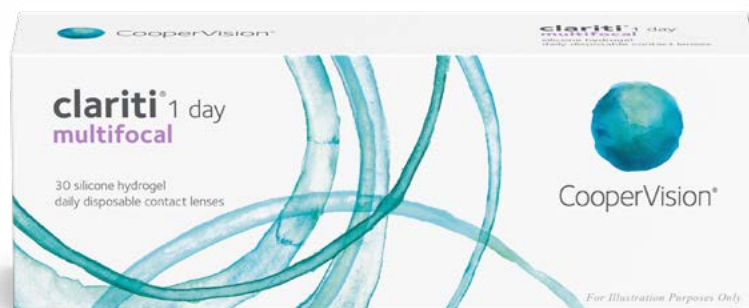 CooperVision®
clariti® 1 day
multifocal
silicone hydrogel
daily disposable contact lenses
clariti® 1 day
multifocal
30 silicone hydrogel
daily disposable contact lenses
CooperVision®
For Illustration Purposes Only